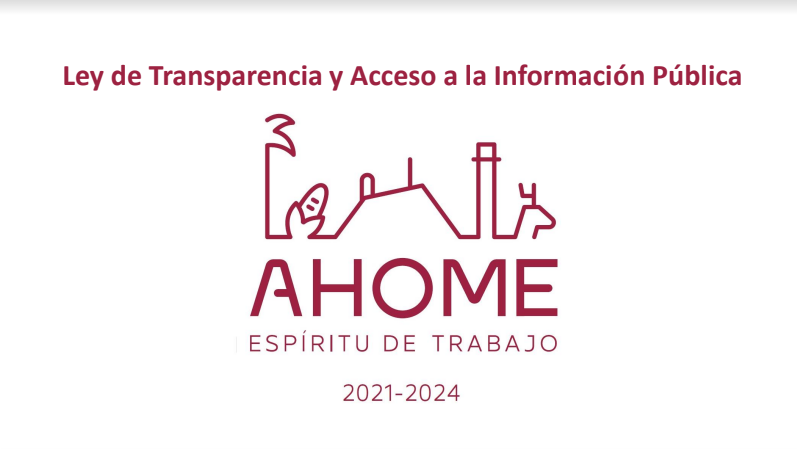 Ley de Transparencia y Acceso a la Información Pública
AHOME
ESPÍRITU DE TRABAJO
2021-2024